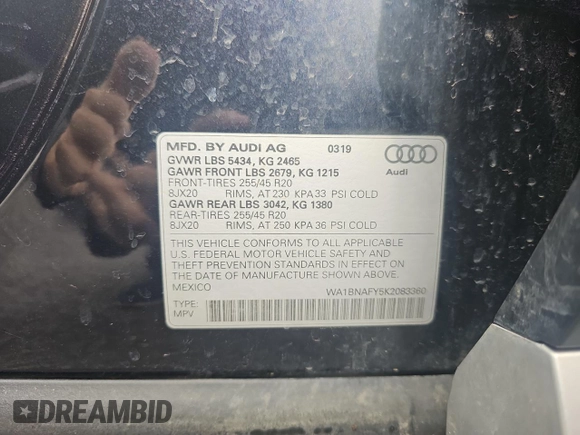 MFD. BY AUDI AG 0319
GVWR LBS 5434, KG 2465
GAWR FRONT LBS 2679, KG 1215
FRONT-TIRES 255/45 R20
8JX20 RIMS, AT 230 KPA 33 PSI COLD
GAWR REAR LBS 3042, KG 1380
REAR-TIRES 255/45 R20
8JX20 RIMS, AT 250 KPA 36 PSI COLD
Audi
THIS VEHICLE CONFORMS TO ALL APPLICABLE
U.S. FEDERAL MOTOR VEHICLE SAFETY AND
THEFT PREVENTION STANDARDS IN EFFECT ON
THE DATE OF MANUFACTURE SHOWN ABOVE.
MEXICO WA1BNAFY5K2083360
TYPE:
MPV
DREAMBID